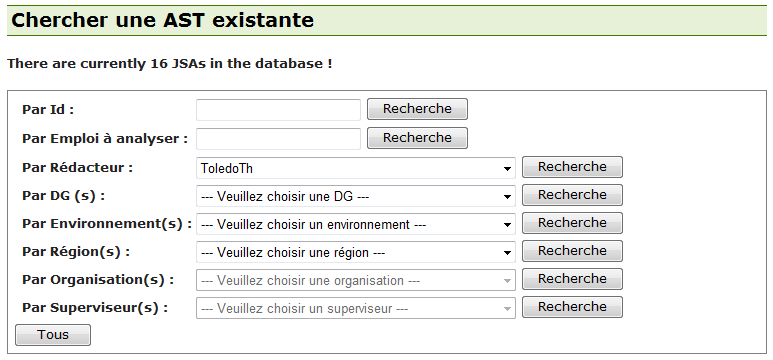 Chercher une AST existante
There are currently 16 JSAs in the database !
Par Id : Recherche
Par Emploi à analyser : Recherche
Par Rédacteur : ToledoTh Recherche
Par DG (s) : --- Veuillez choisir une DG --- Recherche
Par Environnement(s) : --- Veuillez choisir un environnement --- Recherche
Par Région(s) : --- Veuillez choisir une région --- Recherche
Par Organisation(s) : --- Veuillez choisir une organisation --- Recherche
Par Superviseur(s) : --- Veuillez choisir un superviseur --- Recherche
Tous